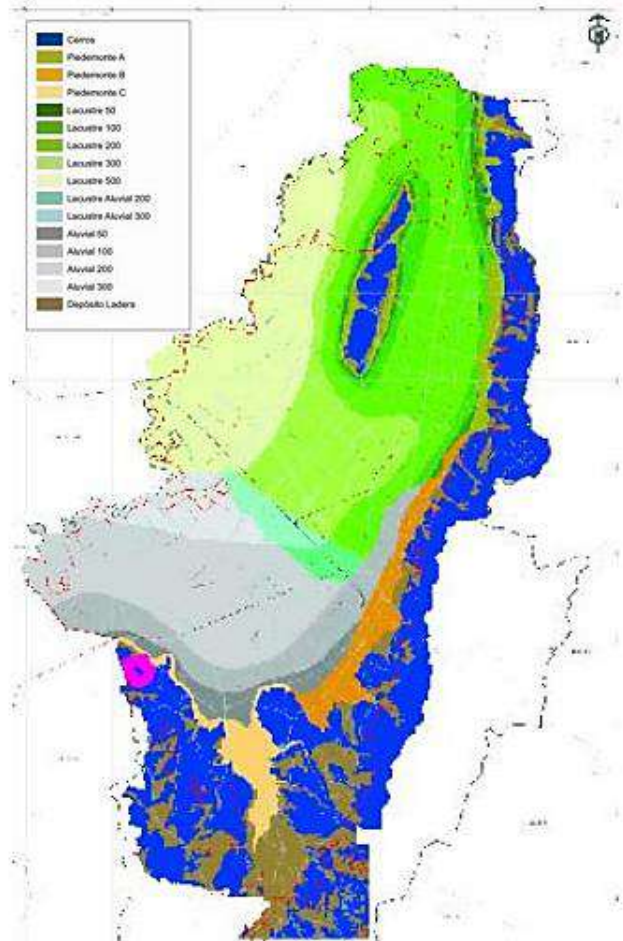 Cerros
Piedemonte A
Piedemonte B
Piedemonte C
Lacustre 50
Lacustre 100
Lacustre 200
Lacustre 300
Lacustre 500
Lacustre Aluvial 200
Lacustre Aluvial 300
Aluvial 50
Aluvial 100
Aluvial 200
Aluvial 300
Depósito Ladera